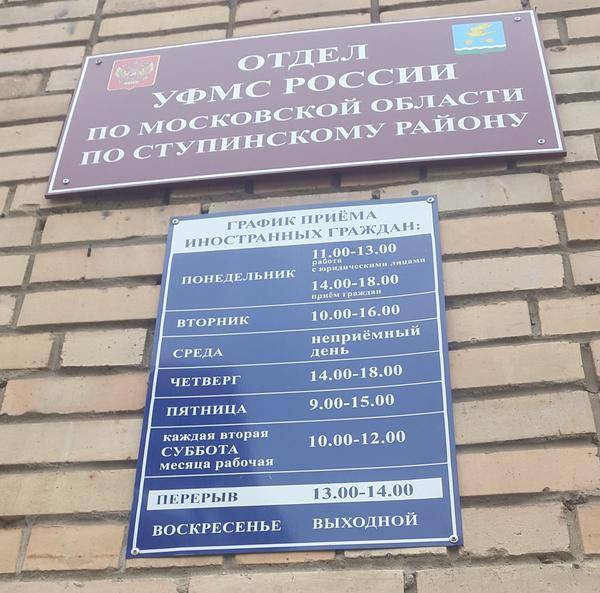 ОТДЕЛ
УФМС РОССИИ
ПО МОСКОВСКОЙ ОБЛАСТИ
ПО СТУПИНСКОМУ РАЙОНУ
ГРАФИК ПРИЁМА
ИНОСТРАННЫХ ГРАЖДАН:
ПОНЕДЕЛЬНИК
11.00-13.00
работа
с юридическими лицами
14.00-18.00
приём граждан
ВТОРНИК 10.00-16.00
СРЕДА неприёмный
день
ЧЕТВЕРГ 14.00-18.00
ПЯТНИЦА 9.00-15.00
каждая вторая
СУББОТА
месяца рабочая
10.00-12.00
ПЕРЕРЫВ 13.00-14.00
ВОСКРЕСЕНЬЕ ВЫХОДНОЙ